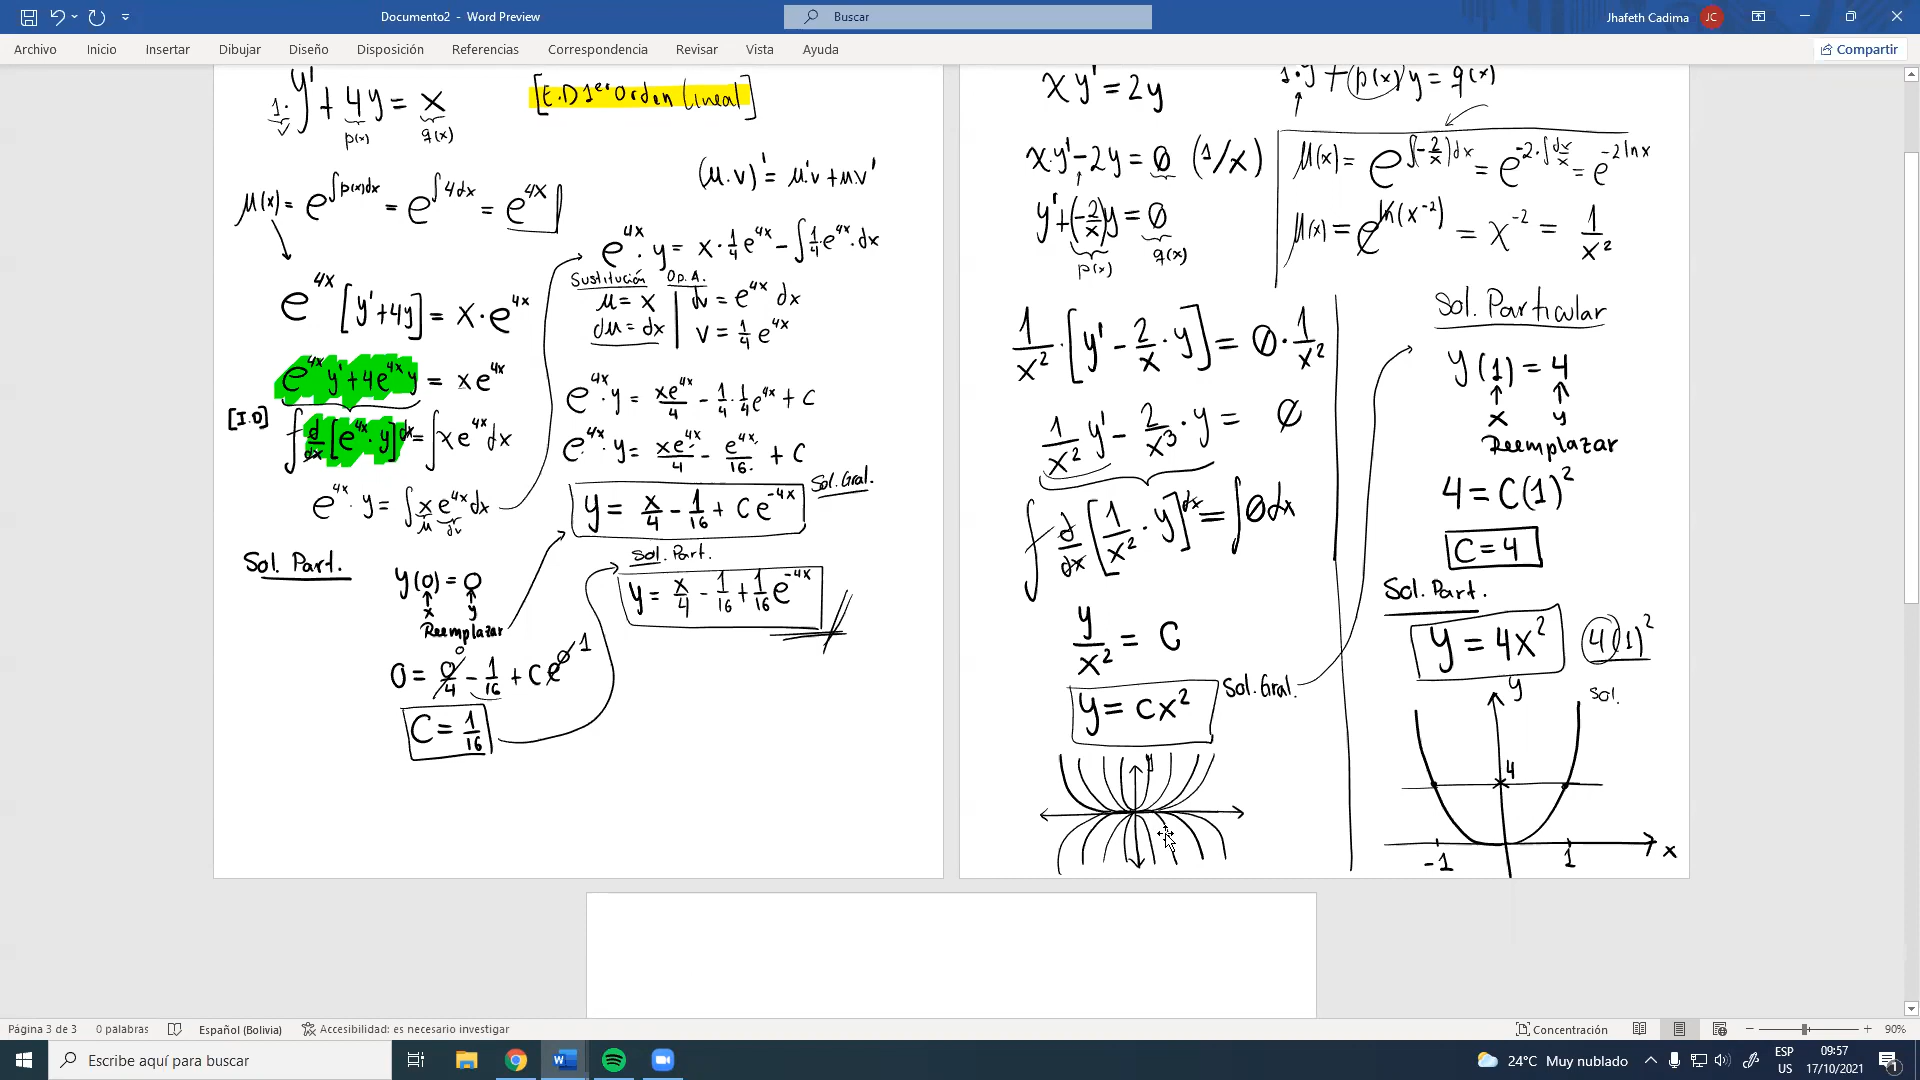 Documento2 - Word Preview
Buscar
Jhafeth Cadima
JC
Archivo Inicio Insertar Dibujar Diseño Disposición Referencias Correspondencia Revisar Vista Ayuda
Compartir
1·y' + 4y = x
p(x) q(x)
[E.D 1er Orden Lineal]
μ(x) = e^∫p(x)dx = e^∫4dx = e^4x
(μ.v)' = μ'v + μv'
e^4x [y'+4y] = x·e^4x
e^4x y' + 4e^4x y = xe^4x
[I.D]
∫ d/dx [e^4x · y] dx = ∫xe^4x dx
e^4x · y = ∫x e^4x dx
μ dv
e^4x · y = x · 1/4 e^4x - ∫1/4 e^4x · dx
Sustitución Op. A.
μ = x | dv = e^4x dx
dμ = dx | v = 1/4 e^4x
e^4x · y = xe^4x/4 - 1/4 · 1/4 e^4x + C
e^4x · y = xe^4x/4 - e^4x/16 + C
y = x/4 - 1/16 + C e^-4x
Sol. Gral.
Sol. Part.
y(0) = 0
x y
Reemplazar
0 = 0/4 - 1/16 + C e^0
0 1
C = 1/16
Sol. Part.
y = x/4 - 1/16 + 1/16 e^-4x
xy' = 2y
1·y' + (p(x))y = q(x)
x·y' - 2y = 0 (1/x)
y' + (-2/x)y = 0
p(x) q(x)
μ(x) = e^∫(-2/x)dx = e^-2·∫dx/x = e^-2lnx
μ(x) = e^ln(x^-2) = x^-2 = 1/x²
1/x² · [y' - 2/x · y] = 0 · 1/x²
1/x² y' - 2/x³ · y = 0
∫ d/dx [1/x² · y] dx = ∫0dx
y/x² = C
y = cx²
Sol. Gral.
y
Sol. Particular
y(1) = 4
x y
Reemplazar
4 = C(1)²
C = 4
Sol. Part.
y = 4x²
4(1)²
y
Sol.
4
-1 1 x
Página 3 de 3 0 palabras Español (Bolivia) Accesibilidad: es necesario investigar
Concentración
90%
Escribe aquí para buscar
24°C Muy nublado
ESP
US
09:57
17/10/2021
1